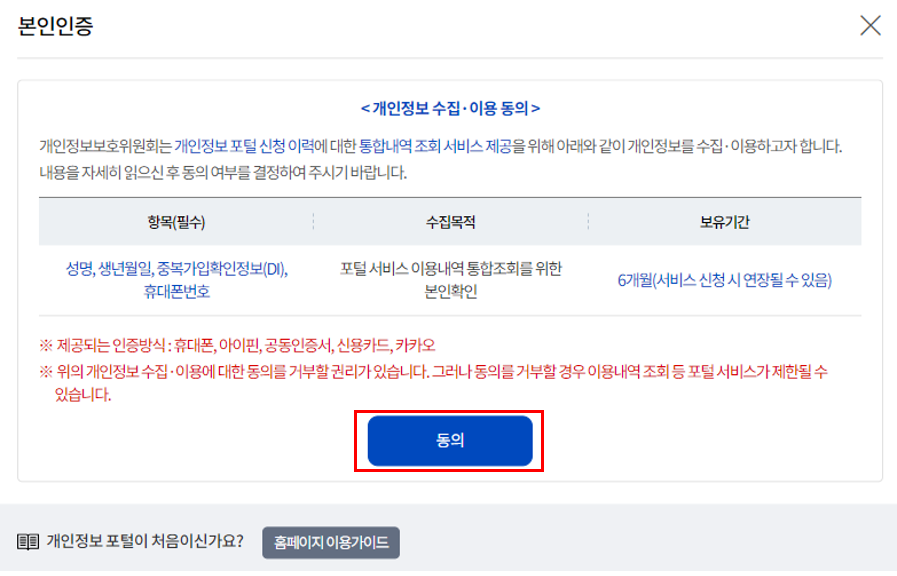 본인인증
< 개인정보 수집·이용 동의 >
개인정보보호위원회는 개인정보 포털 신청 이력에 대한 통합내역 조회 서비스 제공을 위해 아래와 같이 개인정보를 수집·이용하고자 합니다.
내용을 자세히 읽으신 후 동의 여부를 결정하여 주시기 바랍니다.
항목(필수) 수집목적 보유기간
성명, 생년월일, 중복가입확인정보(DI),
휴대폰번호
포털 서비스 이용내역 통합조회를 위한
본인확인
6개월(서비스 신청 시 연장될 수 있음)
※ 제공되는 인증방식 : 휴대폰, 아이핀, 공동인증서, 신용카드, 카카오
※ 위의 개인정보 수집·이용에 대한 동의를 거부할 권리가 있습니다. 그러나 동의를 거부할 경우 이용내역 조회 등 포털 서비스가 제한될 수
있습니다.
동의
개인정보 포털이 처음이신가요? 홈페이지 이용가이드